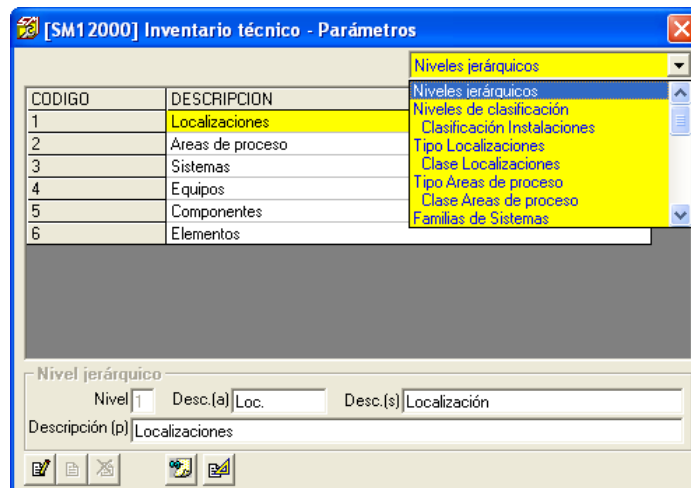 [SM12000] Inventario técnico - Parámetros
Niveles jerárquicos
CODIGO DESCRIPCION
1 Localizaciones
2 Areas de proceso
3 Sistemas
4 Equipos
5 Componentes
6 Elementos
Niveles jerárquicos
Niveles de clasificación
Clasificación Instalaciones
Tipo Localizaciones
Clase Localizaciones
Tipo Areas de proceso
Clase Areas de proceso
Familias de Sistemas
Nivel jerárquico
Nivel 1 Desc.(a) Loc. Desc.(s) Localización
Descripción (p) Localizaciones